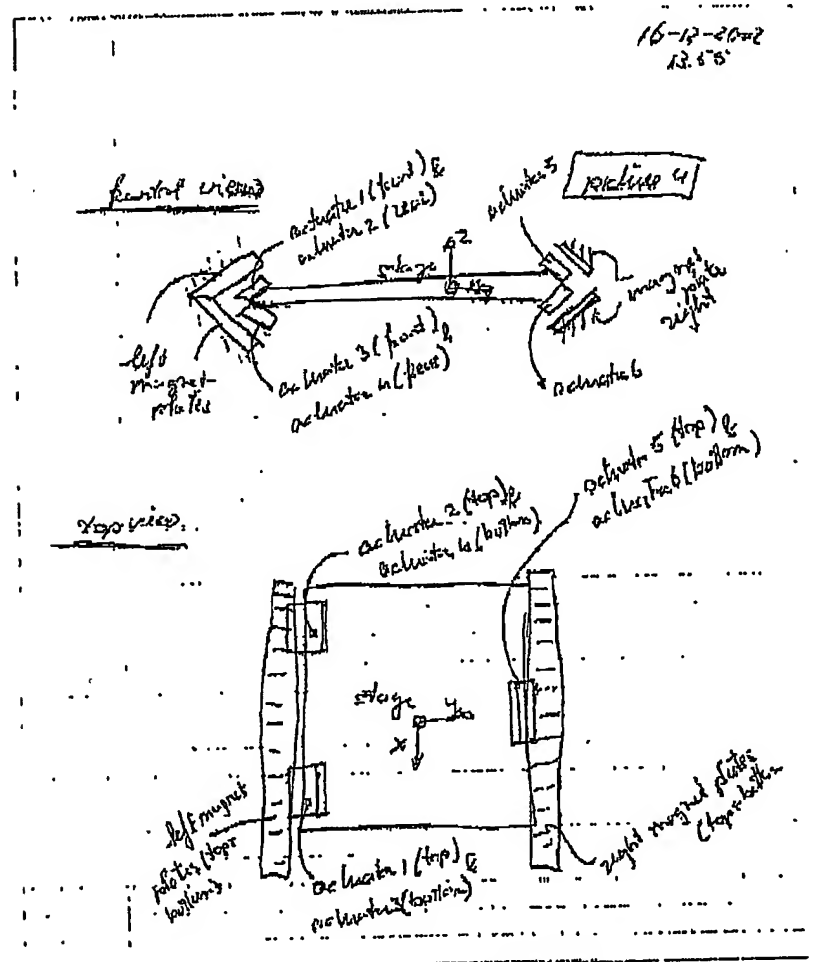 13.55
front view
actuator 1 (front) &
actuator 2 (rear)
actuator 5
picture 4
stage
z
y
magnet
plate
right
left
magnet
plates
actuator 3 (front) &
actuator 4 (rear)
actuator 6
top view
actuator 2 (top) &
actuator 4 (bottom)
actuator 5 (top) &
actuator 6 (bottom)
stage
y
x
left magnet
plates (top &
bottom)
actuator 1 (top) &
actuator 3 (bottom)
right magnet plates
(top & bottom)